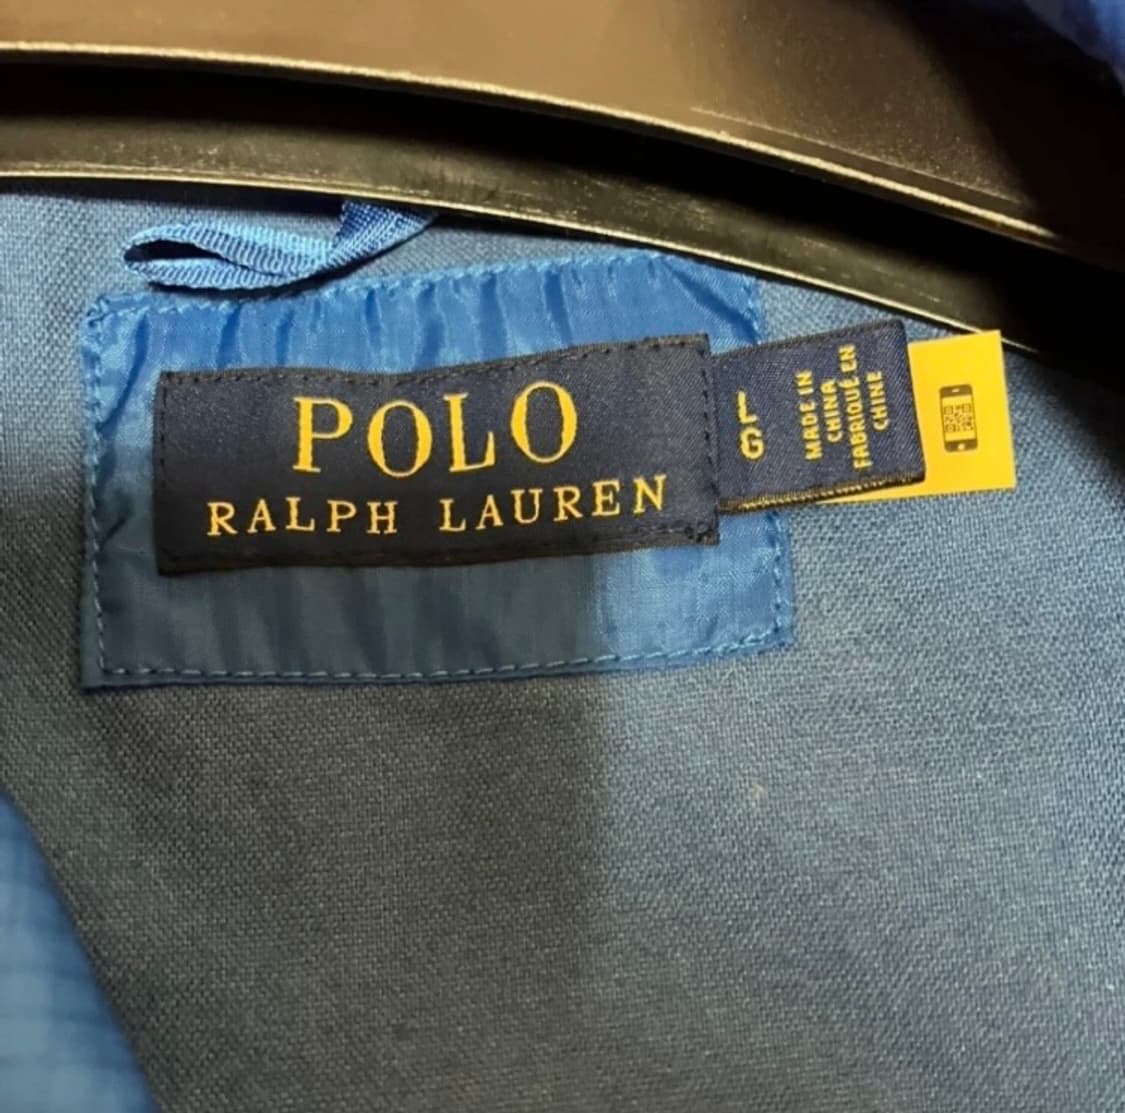 POLO
RALPH LAUREN
L
G
MADE IN
CHINA
FABRIQUÉ EN
CHINE